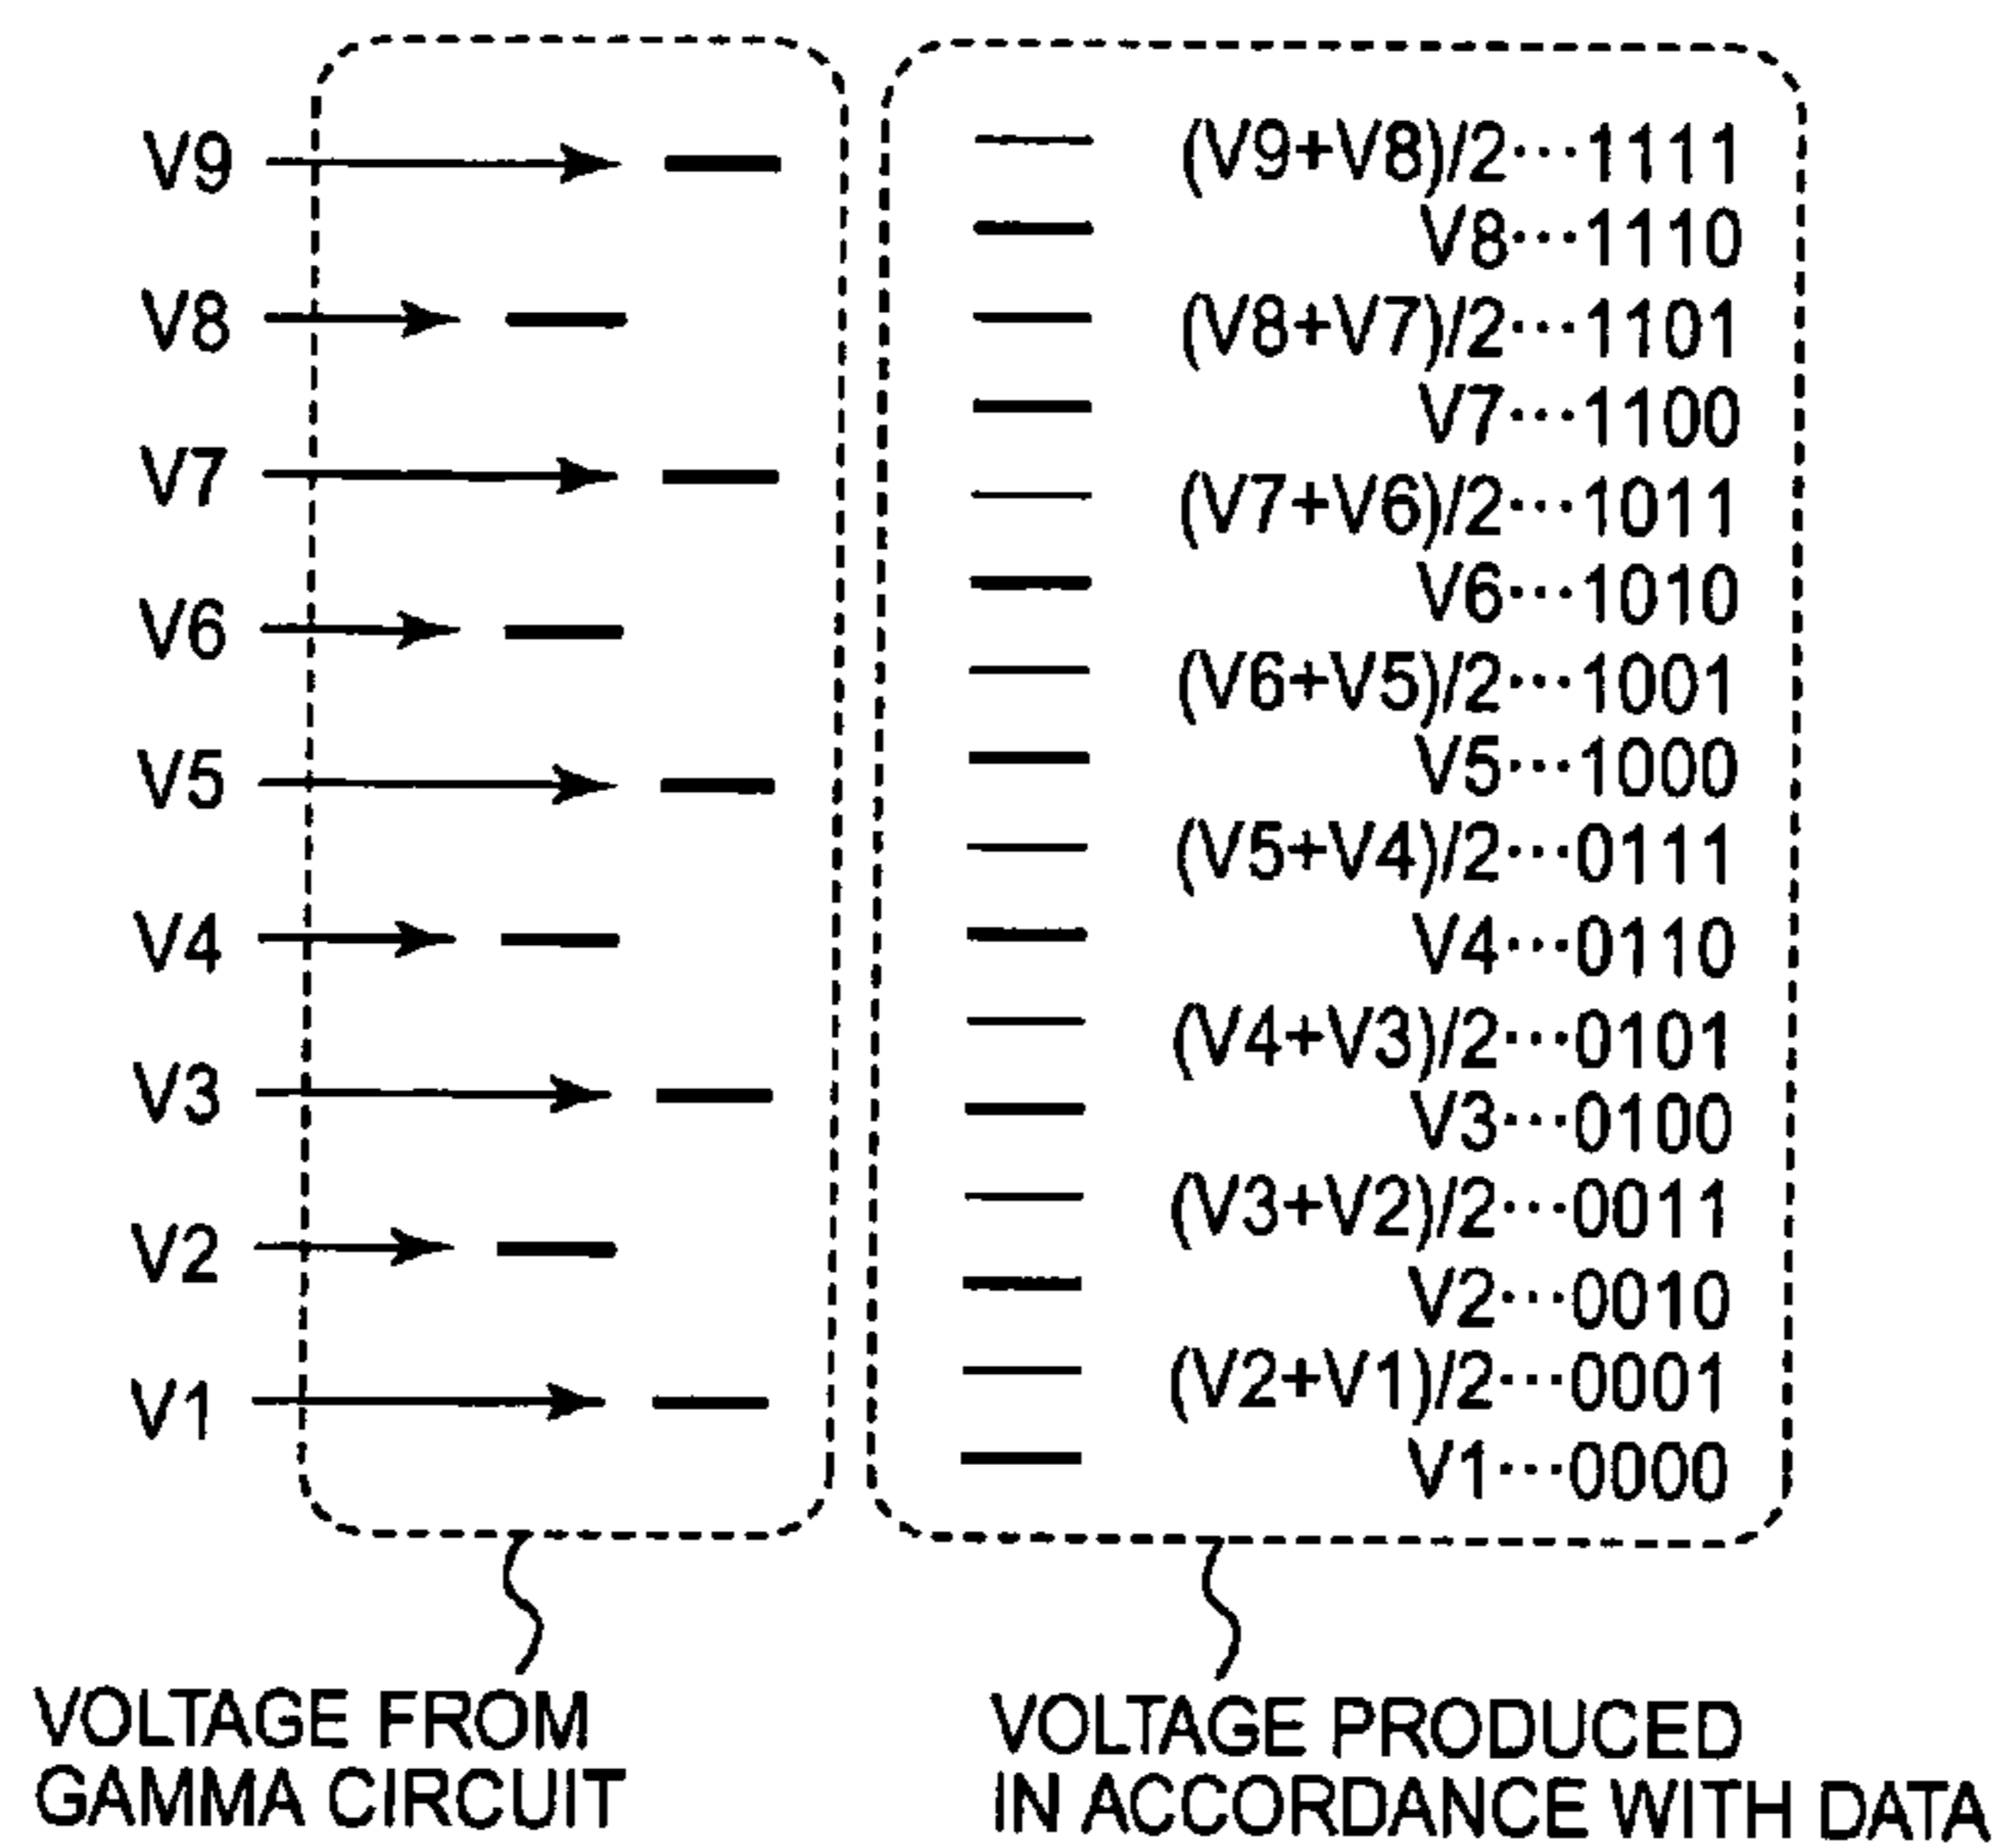 V9
V8
V7
V6
V5
V4
V3
V2
V1
(V9+V8)/2···1111
V8···1110
(V8+V7)/2···1101
V7···1100
(V7+V6)/2···1011
V6···1010
(V6+V5)/2···1001
V5···1000
(V5+V4)/2···0111
V4···0110
(V4+V3)/2···0101
V3···0100
(V3+V2)/2···0011
V2···0010
(V2+V1)/2···0001
V1···0000
VOLTAGE FROM
GAMMA CIRCUIT
VOLTAGE PRODUCED
IN ACCORDANCE WITH DATA